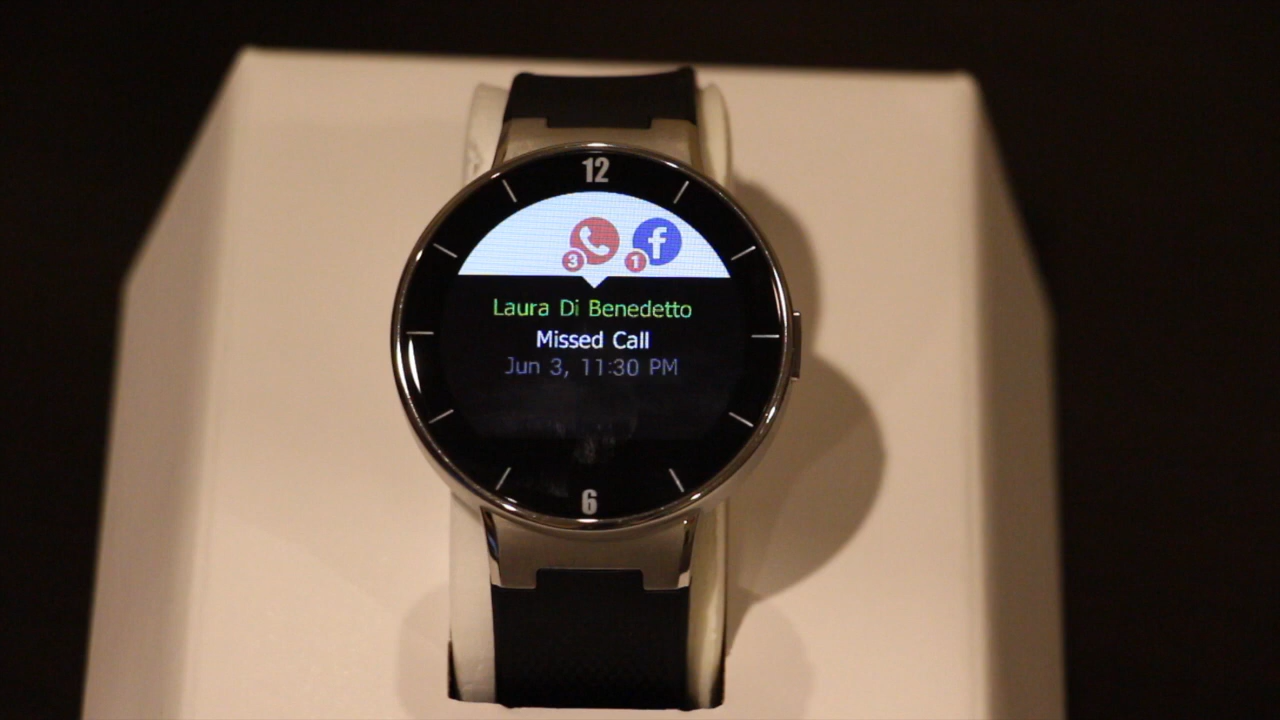 12
3 1
Laura Di Benedetto
Missed Call
Jun 3, 11:30 PM
6